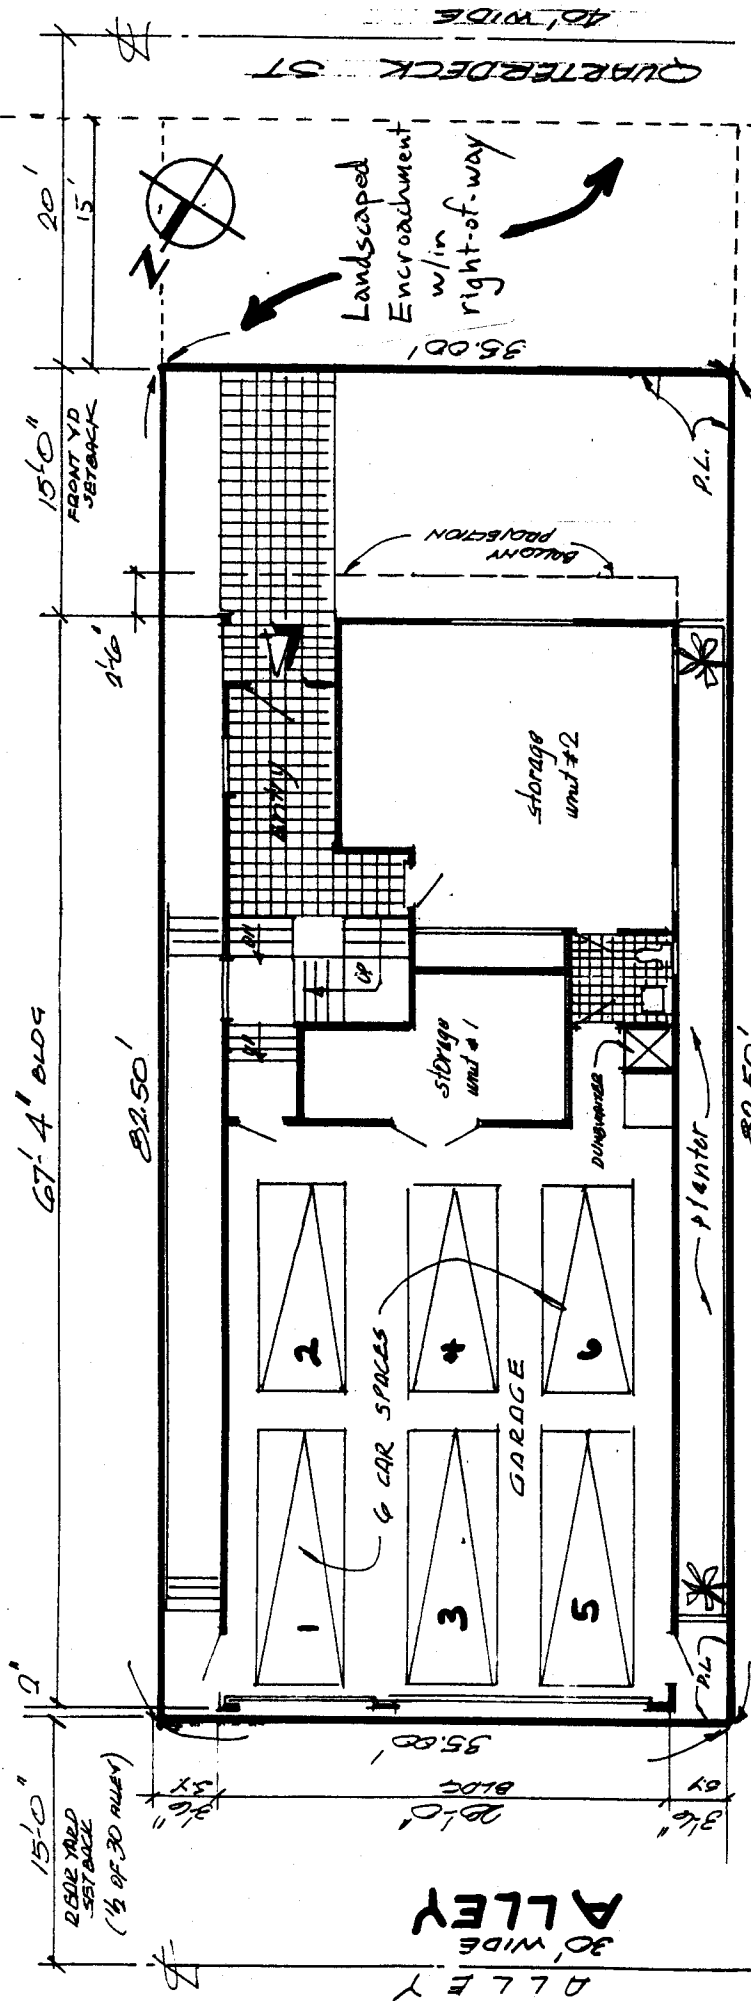 40' WIDE
QUARTERDECK ST
20'
15'
N
Landscaped
Encroachment
w/in
right-of-way
35.00'
15'-0"
FRONT YD
SETBACK
P.L.
BALCONY
PROJECTION
2'-6"
entry
storage
unit #2
67'-4" BLDG
82.50'
DN
UP
DN
storage
unit #1
DUMBWAITER
planter
82.50'
2
4
6
6 CAR SPACES
GARAGE
1
3
5
2"
P.L.
35.00'
15'-0"
REAR YARD
SETBACK
(1/2 OF 30 ALLEY)
3'6"
SY
28'-0"
BLDG
3'6"
SY
ALLEY
30' WIDE
ALLEY